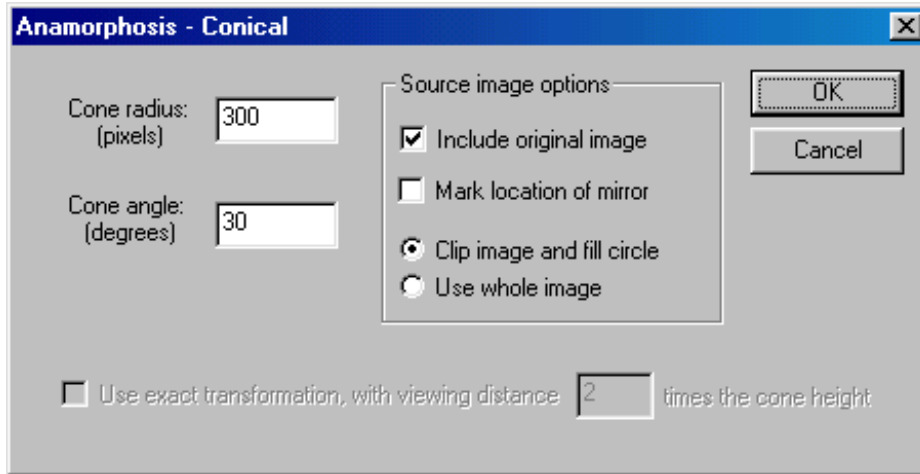 Anamorphosis - Conical
Cone radius:
(pixels)
300
Cone angle:
(degrees)
30
Source image options
Include original image
Mark location of mirror
Clip image and fill circle
Use whole image
OK
Cancel
Use exact transformation, with viewing distance 2 times the cone height